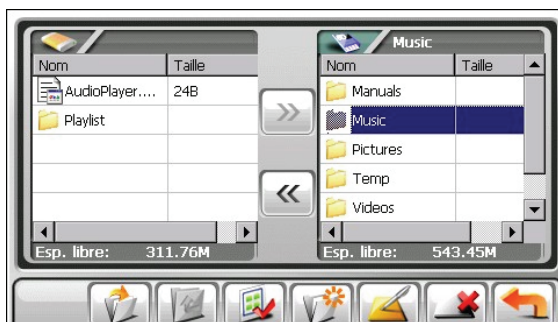 Music
Nom Taille
AudioPlayer.... 24B
Playlist
Esp. libre: 311.76M
Nom Taille
Manuals
Music
Pictures
Temp
Videos
Esp. libre: 543.45M